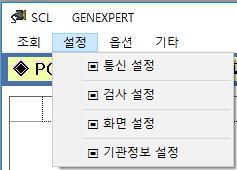 SCL GENEXPERT
조회 설정 옵션 기타
통신 설정
검사 설정
화면 설정
기관정보 설정